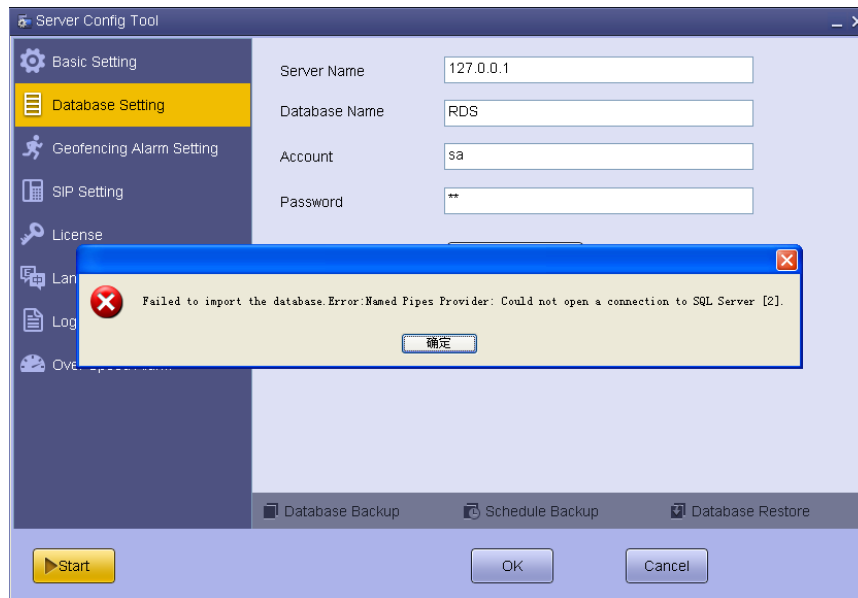 Server Config Tool
Basic Setting
Database Setting
Geofencing Alarm Setting
SIP Setting
License
Lan
Log
Server Name
127.0.0.1
Database Name
RDS
Account
sa
Password
**
Failed to import the database.Error:Named Pipes Provider: Could not open a connection to SQL Server [2].
确定
Database Backup
Schedule Backup
Database Restore
Start
OK
Cancel